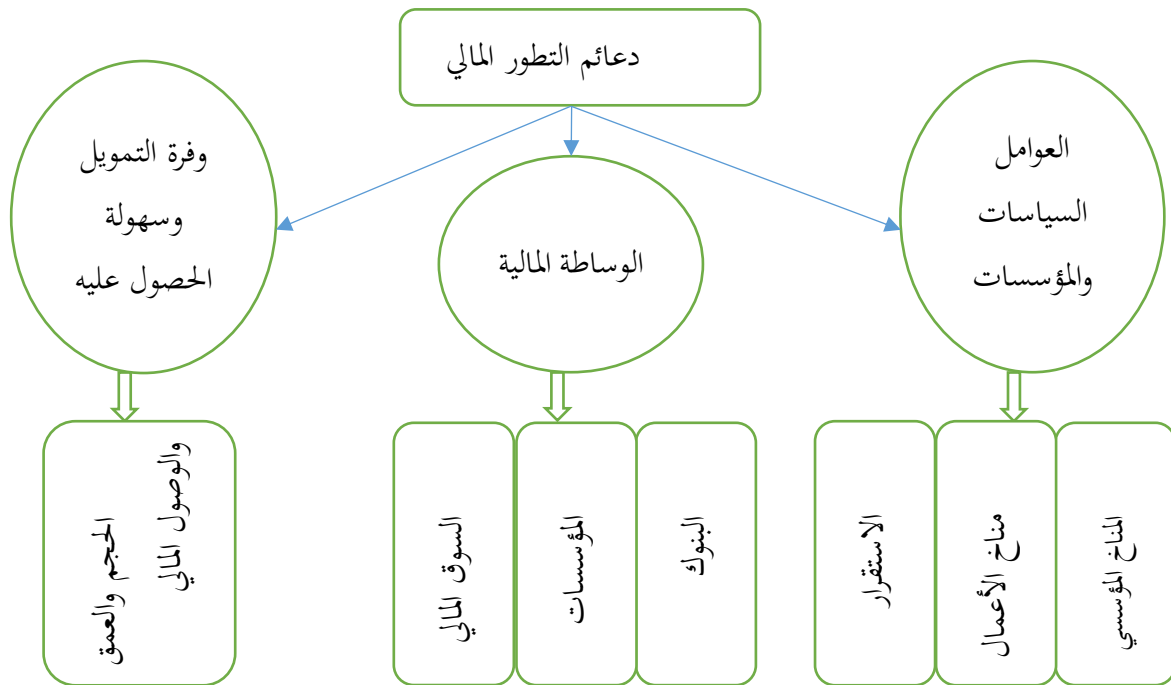 دعائم التطور المالي
العوامل
السياسات
والمؤسسات
الوساطة المالية
وفرة التمويل
وسهولة
الحصول عليه
المناخ المؤسسي
مناخ الأعمال
الاستقرار
البنوك
المؤسسات
السوق المالي
الحجم والعمق
والوصول المالي